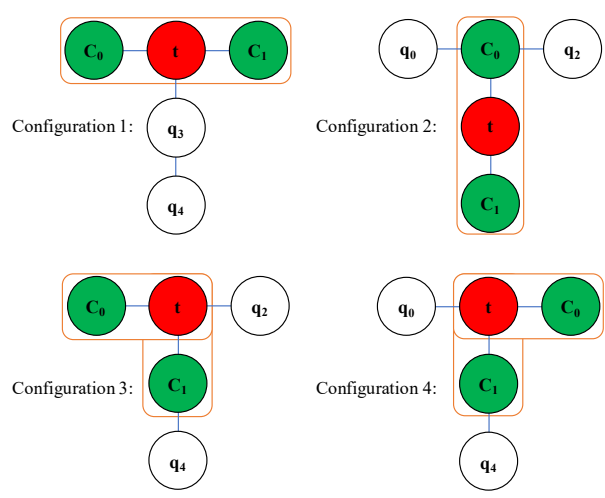 C₀ t C₁
Configuration 1:
q₃
q₄
q₀ C₀ q₂
Configuration 2:
t
C₁
C₀ t q₂
Configuration 3:
C₁
q₄
q₀ t C₀
Configuration 4:
C₁
q₄